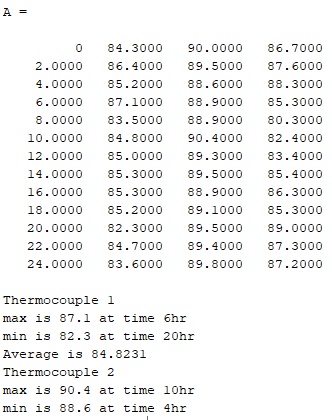 A =
0 84.3000 90.0000 86.7000
2.0000 86.4000 89.5000 87.6000
4.0000 85.2000 88.6000 88.3000
6.0000 87.1000 88.9000 85.3000
8.0000 83.5000 88.9000 80.3000
10.0000 84.8000 90.4000 82.4000
12.0000 85.0000 89.3000 83.4000
14.0000 85.3000 89.5000 85.4000
16.0000 85.3000 88.9000 86.3000
18.0000 85.2000 89.1000 85.3000
20.0000 82.3000 89.5000 89.0000
22.0000 84.7000 89.4000 87.3000
24.0000 83.6000 89.8000 87.2000
Thermocouple 1
max is 87.1 at time 6hr
min is 82.3 at time 20hr
Average is 84.8231
Thermocouple 2
max is 90.4 at time 10hr
min is 88.6 at time 4hr